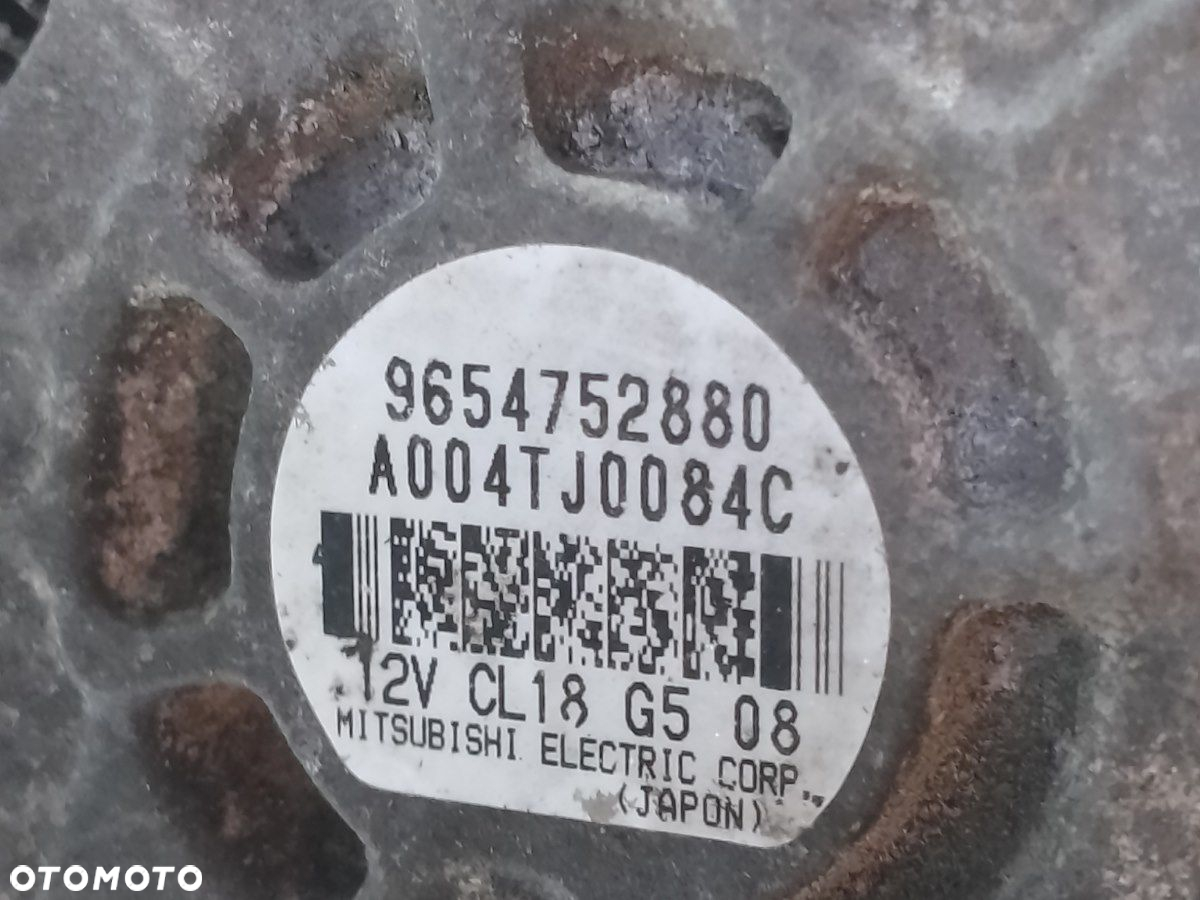 9654752880
A004TJ0084C
12V CL18 G5 08
MITSUBISHI ELECTRIC CORP.
(JAPON)
OTOMOTO